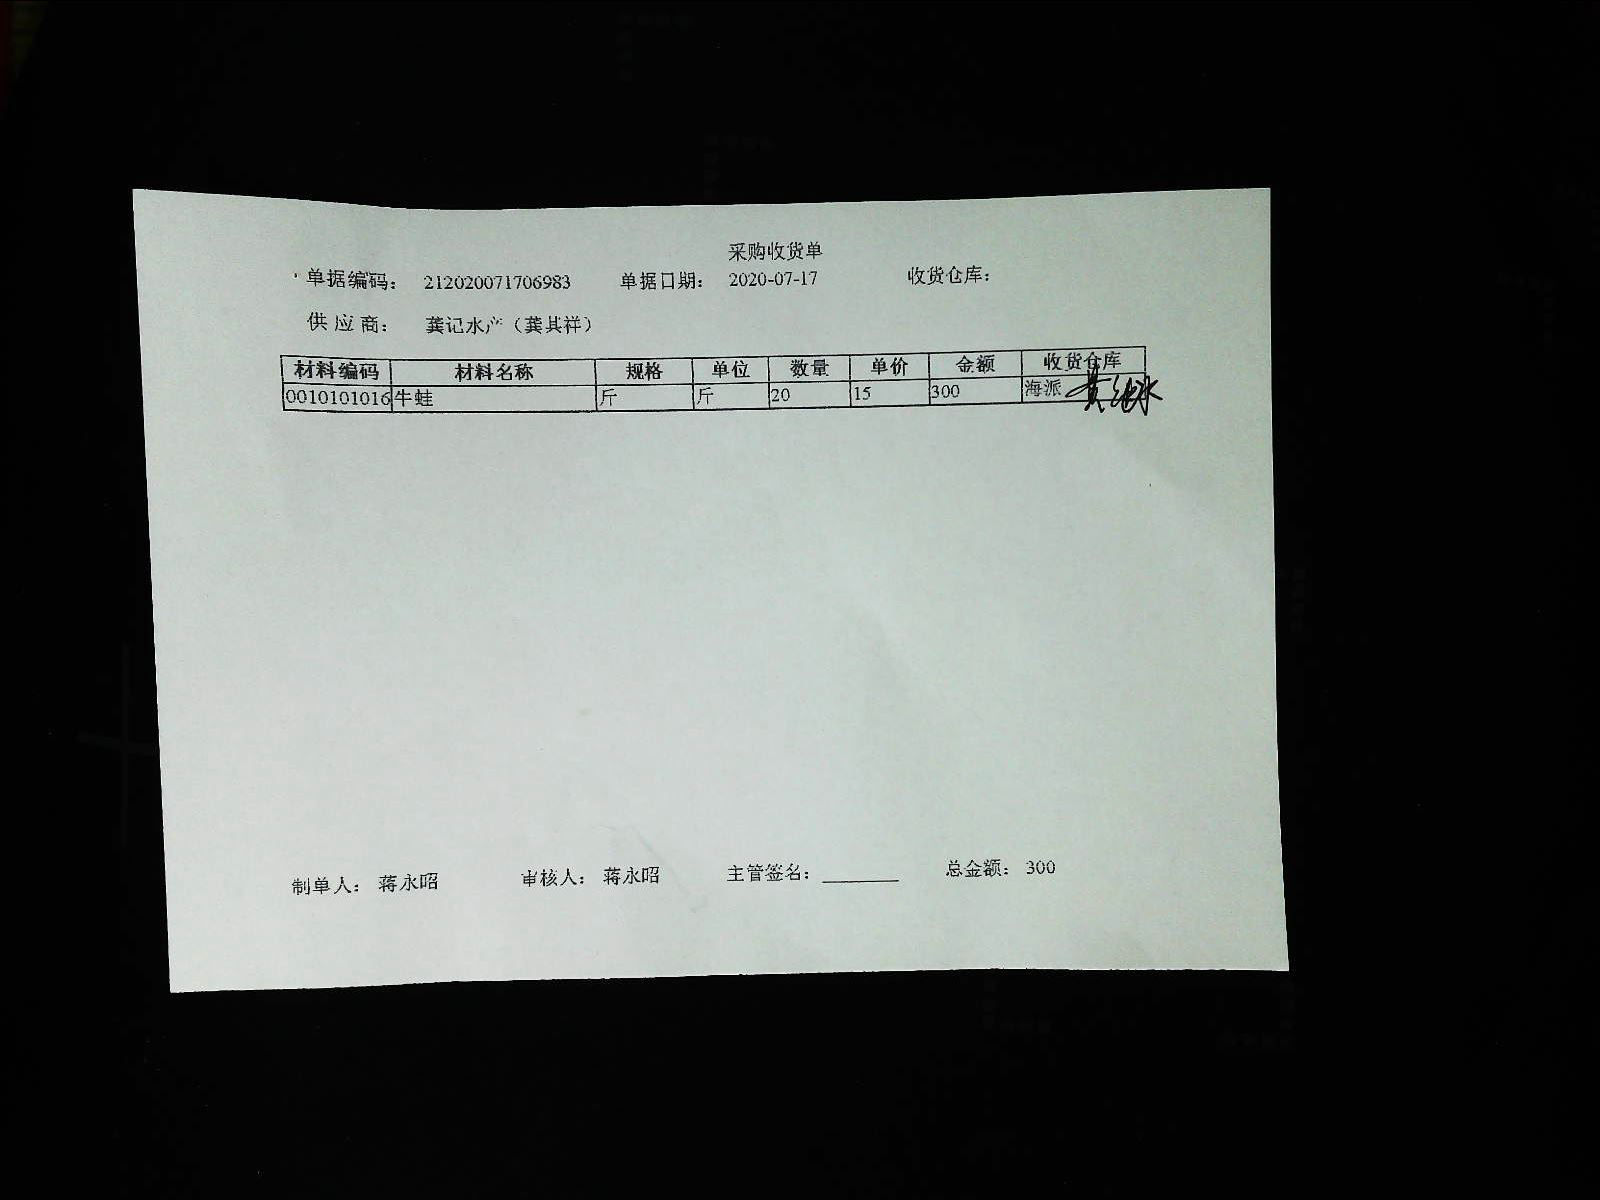 采购收货单
单据编码： 212020071706983 单据日期： 2020-07-17 收货仓库：
供应商： 龚记水产（龚其祥）
材料编码 材料名称 规格 单位 数量 单价 金额 收货仓库
0010101016 牛蛙 斤 斤 20 15 300 海派
制单人： 蒋永昭 审核人： 蒋永昭 主管签名： 总金额： 300